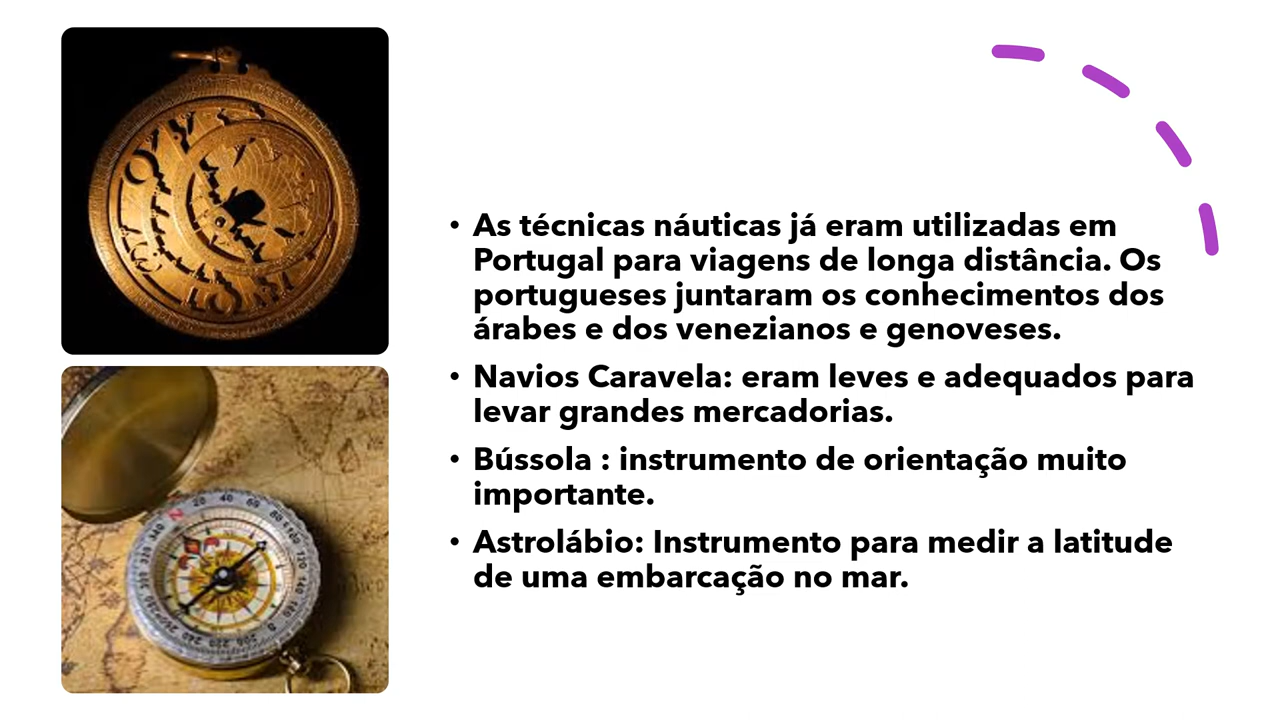 • As técnicas náuticas já eram utilizadas em
Portugal para viagens de longa distância. Os
portugueses juntaram os conhecimentos dos
árabes e dos venezianos e genoveses.
• Navios Caravela: eram leves e adequados para
levar grandes mercadorias.
• Bússola : instrumento de orientação muito
importante.
• Astrolábio: Instrumento para medir a latitude
de uma embarcação no mar.